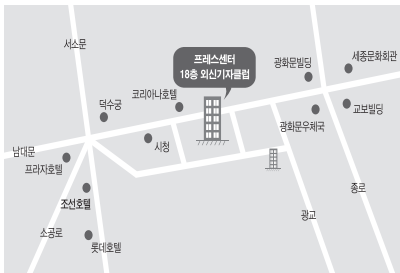 서소문
프레스센터
18층 외신기자클럽
세종문화회관
광화문빌딩
코리아나호텔
덕수궁
교보빌딩
광화문우체국
시청
남대문
프라자호텔
종로
조선호텔
광교
소공로
롯데호텔